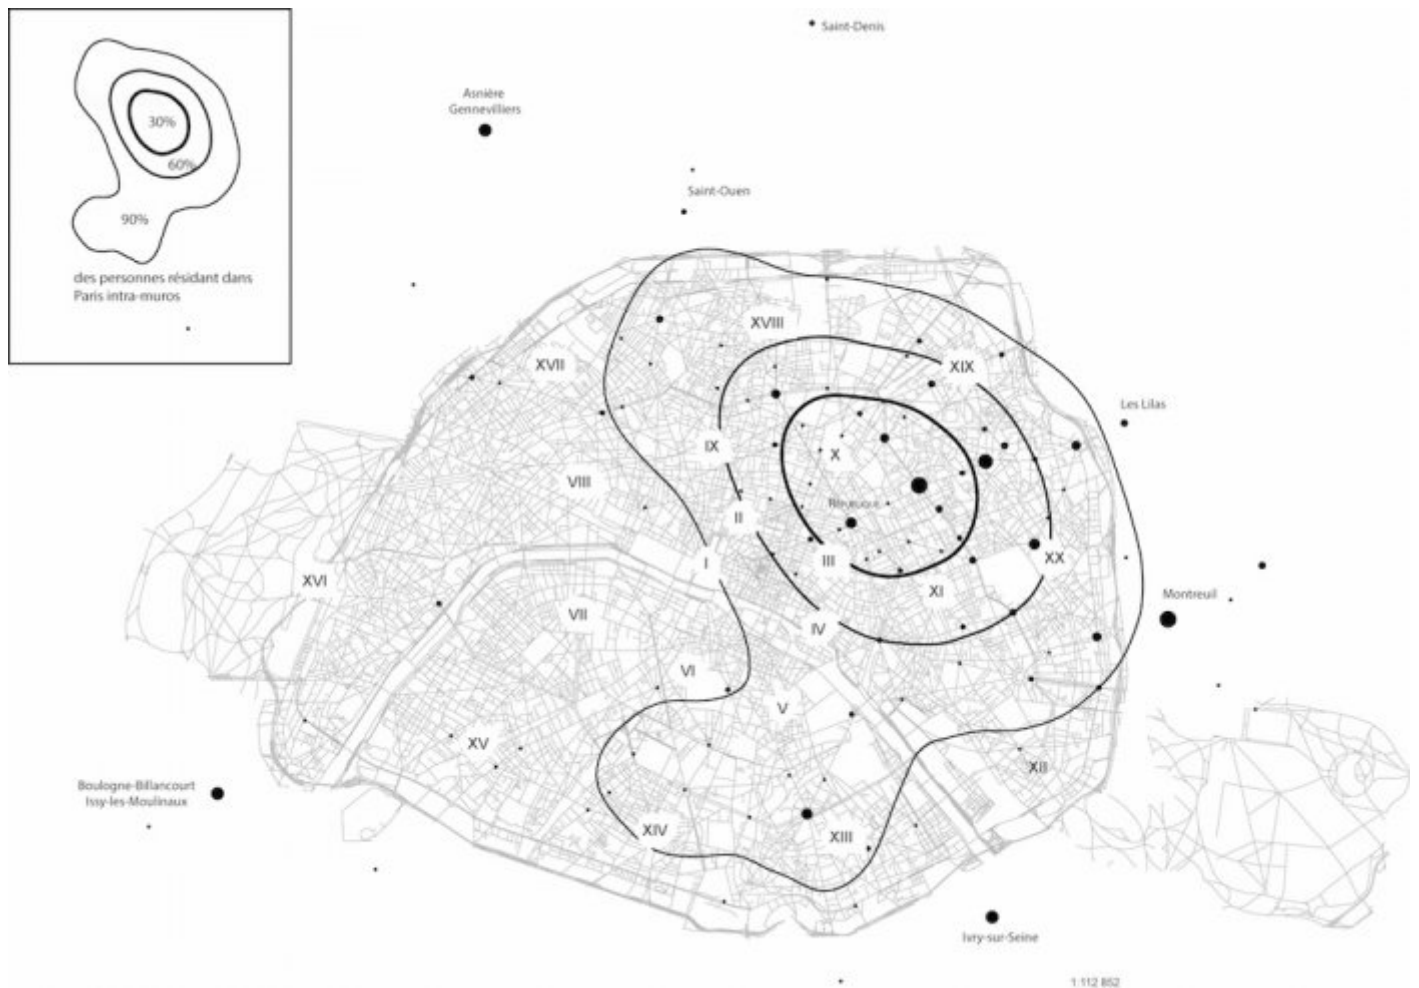 30%
60%
90%
des personnes résidant dans
Paris intra-muros
Saint-Denis
Asnière
Gennevilliers
Saint-Ouen
XVIII
XVII
XIX
Les Lilas
IX
X
VIII
II
I
III
XX
XVI
XI
Montreuil
VII
IV
VI
V
XV
XII
Boulogne-Billancourt
Issy-les-Moulinaux
XIV
XIII
Ivry-sur-Seine
1:112 862